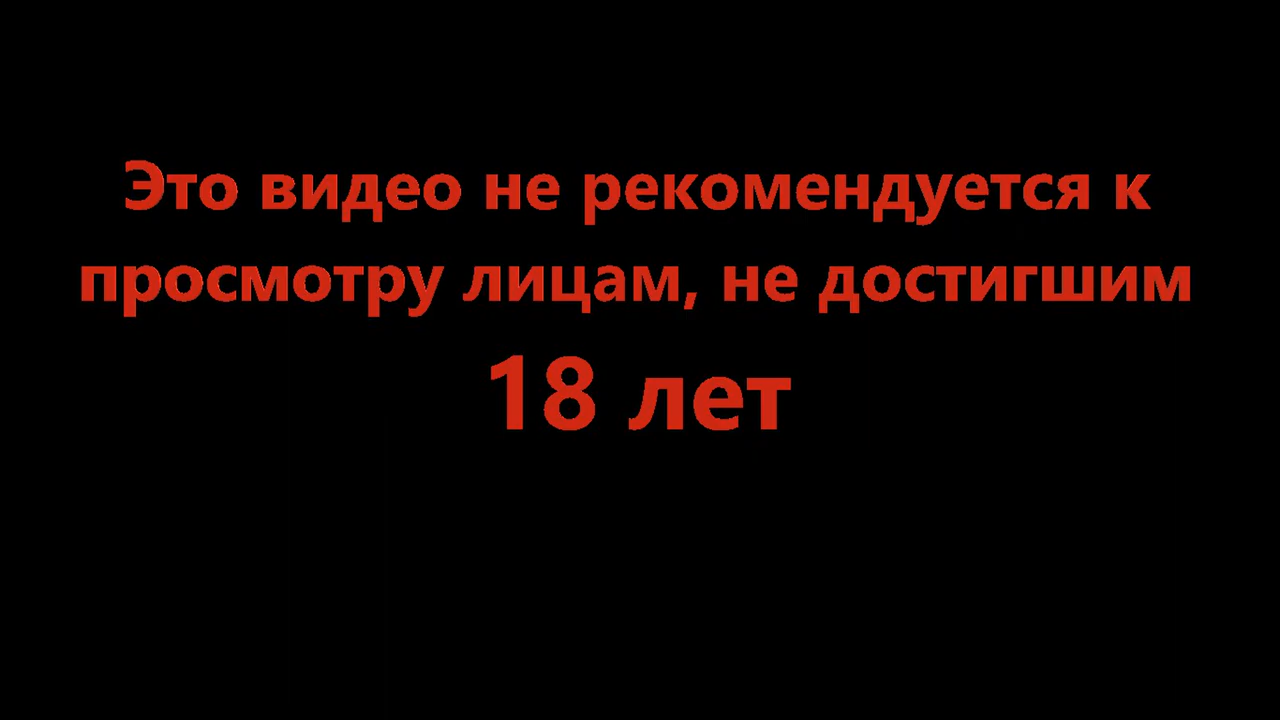 Это видео не рекомендуется к
просмотру лицам, не достигшим
18 лет